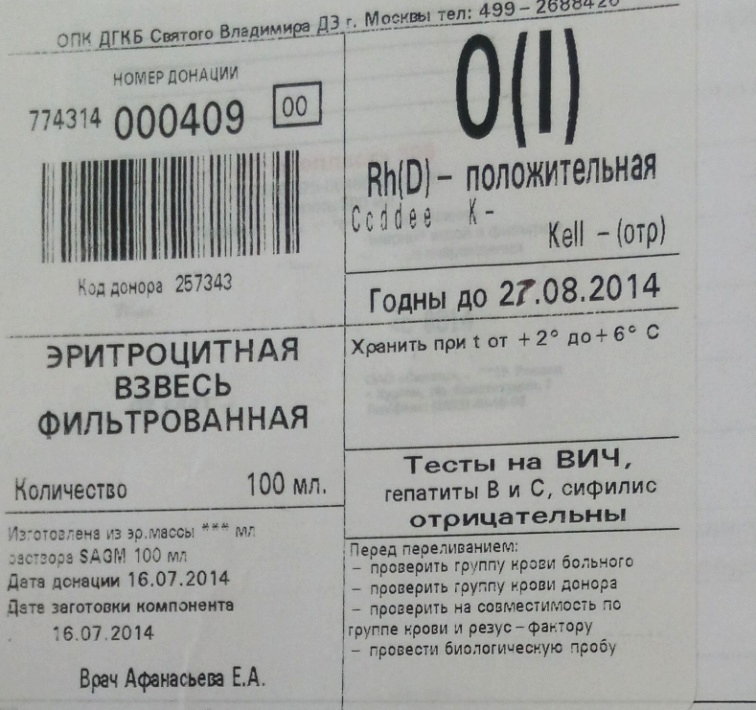 ОПК ДГКБ Святого Владимира ДЗ г. Москвы тел: 499-2688420
НОМЕР ДОНАЦИИ
774314 000409 00
Код донора 257343
ЭРИТРОЦИТНАЯ
ВЗВЕСЬ
ФИЛЬТРОВАННАЯ
Количество 100 мл.
Изготовлена из эр.массы *** мл
раствора SAGM 100 мл
Дата донации 16.07.2014
Дата заготовки компонента
16.07.2014
Врач Афанасьева Е.А.
0(I)
Rh(D) – положительная
Ccddee K -
Kell - (отр)
Годны до 27.08.2014
Хранить при t от +2° до +6° С
Тесты на ВИЧ,
гепатиты В и С, сифилис
отрицательны
Перед переливанием:
– проверить группу крови больного
– проверить группу крови донора
– проверить на совместимость по
группе крови и резус-фактору
– провести биологическую пробу